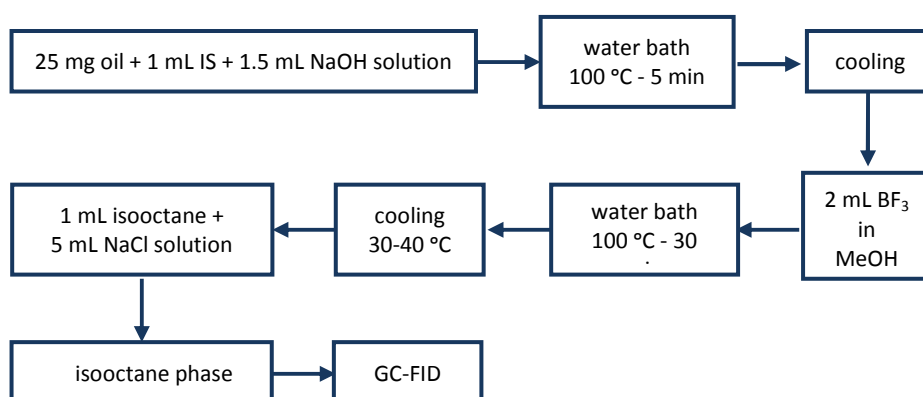 25 mg oil + 1 mL IS + 1.5 mL NaOH solution
water bath
100 °C - 5 min
cooling
2 mL BF₃
in
MeOH
water bath
100 °C - 30
cooling
30-40 °C
1 mL isooctane +
5 mL NaCl solution
isooctane phase
GC-FID